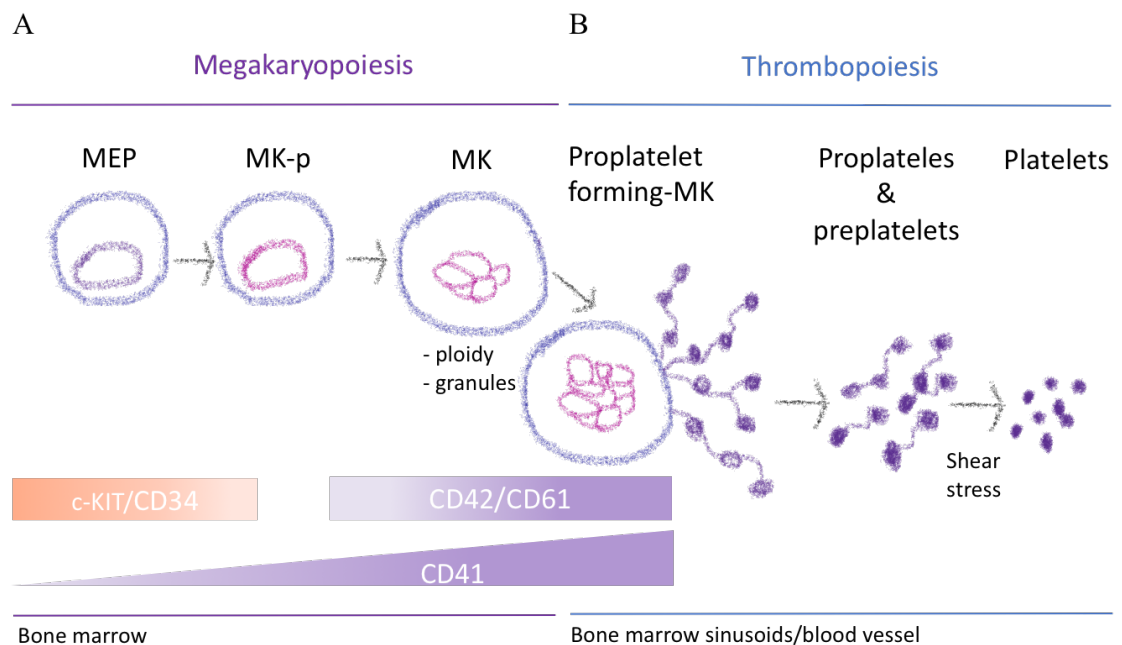 A
B
Megakaryopoiesis
Thrombopoiesis
MEP
MK-p
MK
Proplatelet
forming-MK
Proplateles
&
preplatelets
Platelets
- ploidy
- granules
Shear
stress
c-KIT/CD34
CD42/CD61
CD41
Bone marrow
Bone marrow sinusoids/blood vessel